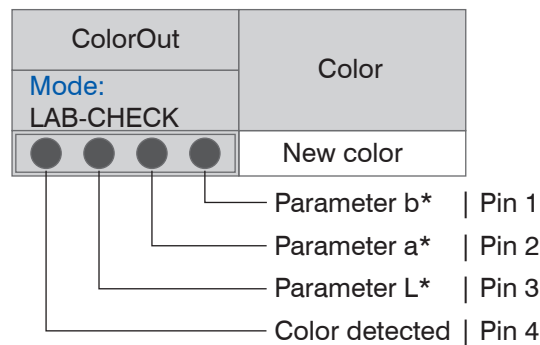 ColorOut
Color
Mode:
LAB-CHECK
New color
Parameter b* | Pin 1
Parameter a* | Pin 2
Parameter L* | Pin 3
Color detected | Pin 4